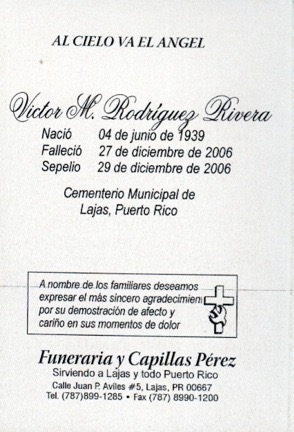 AL CIELO VA EL ANGEL
Victor M. Rodríguez Rivera
Nació 04 de junio de 1939
Falleció 27 de diciembre de 2006
Sepelio 29 de diciembre de 2006
Cementerio Municipal de
Lajas, Puerto Rico
A nombre de los familiares deseamos
expresar el más sincero agradecimien
por su demostración de afecto y
cariño en sus momentos de dolor
Funeraria y Capillas Pérez
Sirviendo a Lajas y todo Puerto Rico
Calle Juan P. Aviles #5, Lajas, PR 00667
Tel. (787)899-1285 • Fax (787) 8990-1200